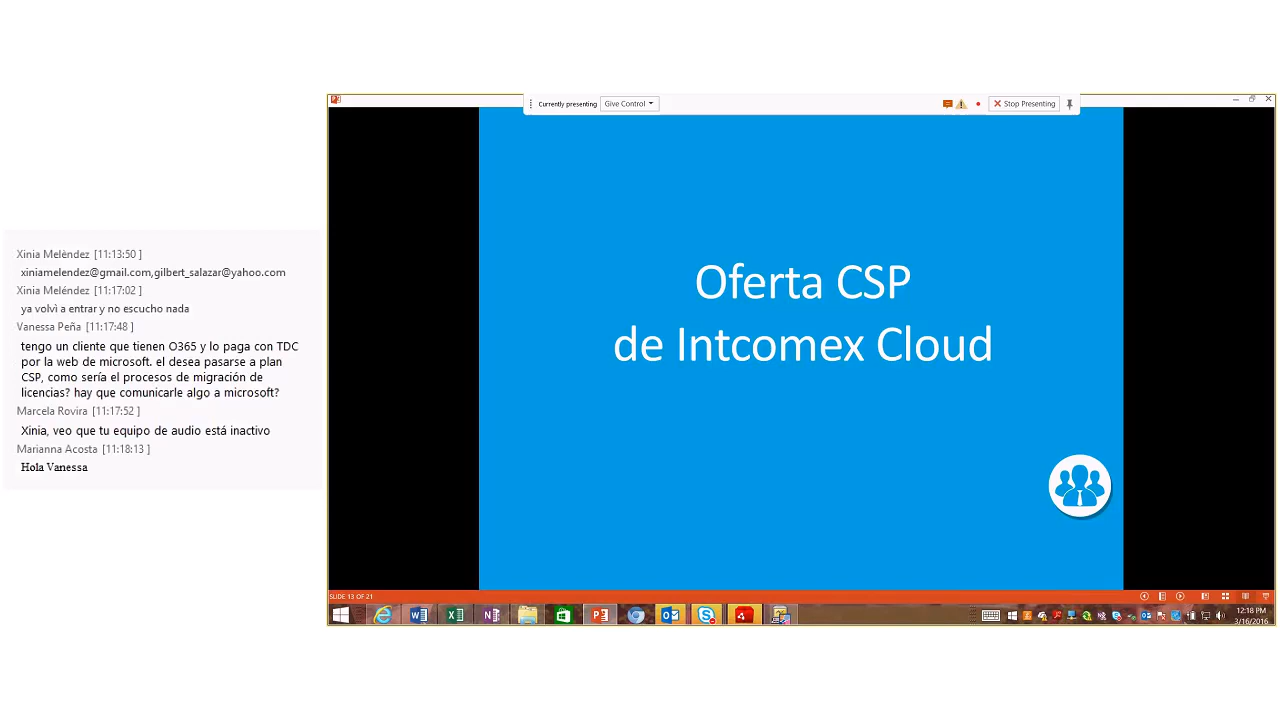 Currently presenting Give Control Stop Presenting
Oferta CSP
de Intcomex Cloud
Xinia Melèndez [11:13:50 ]
xiniamelendez@gmail.com,gilbert_salazar@yahoo.com
Xinia Meléndez [11:17:02 ]
ya volvì a entrar y no escucho nada
Vanessa Peña [11:17:48 ]
tengo un cliente que tienen O365 y lo paga con TDC
por la web de microsoft. el desea pasarse a plan
CSP, como sería el procesos de migración de
licencias? hay que comunicarle algo a microsoft?
Marcela Rovira [11:17:52 ]
Xinia, veo que tu equipo de audio está inactivo
Marianna Acosta [11:18:13 ]
Hola Vanessa
SLIDE 13 OF 21
12:18 PM
3/16/2016